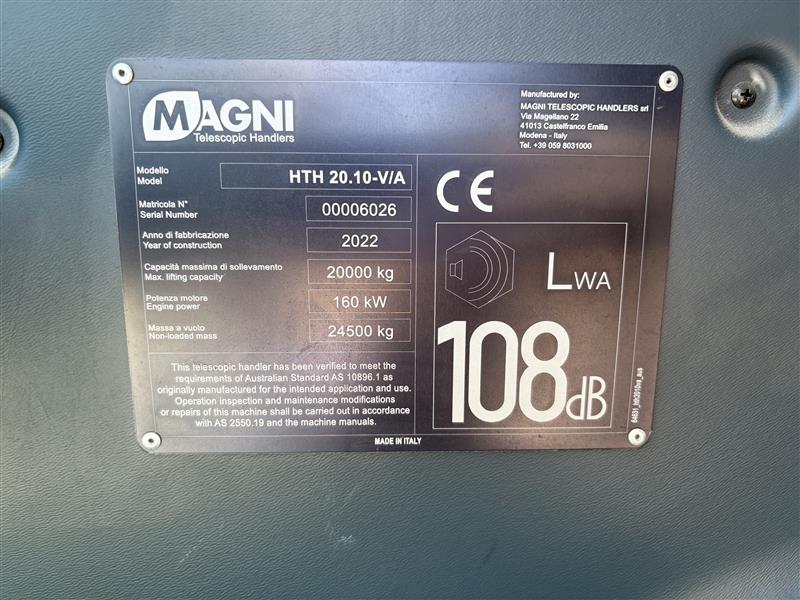 MAGNI
Telescopic Handlers
Manufactured by:
MAGNI TELESCOPIC HANDLERS srl
Via Magellano 22
41013 Castelfranco Emilia
Modena - Italy
Tel. +39 059 8031000
Modello
Model
HTH 20.10-V/A
Matricola N°
Serial Number
00006026
Anno di fabbricazione
Year of construction
2022
Capacità massima di sollevamento
Max. lifting capacity
20000 kg
Potenza motore
Engine power
160 kW
Massa a vuoto
Non-loaded mass
24500 kg
This telescopic handler has been verified to meet the
requirements of Australian Standard AS 10896.1 as
originally manufactured for the intended application and use.
Operation inspection and maintenance modifications
or repairs of this machine shall be carried out in accordance
with AS 2550.19 and the machine manuals.
CE
LWA
108dB
MADE IN ITALY